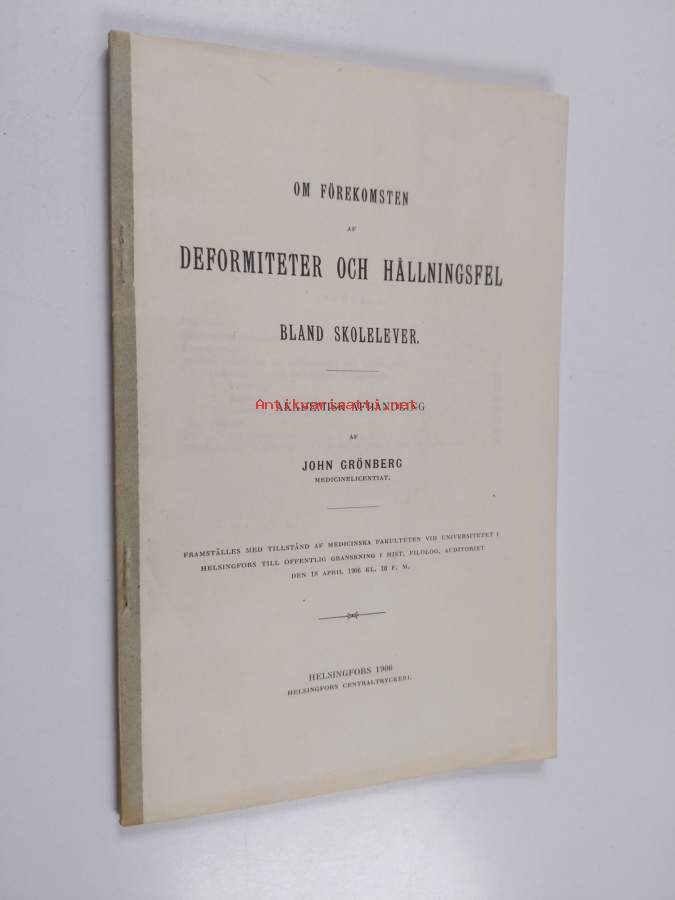 OM FÖREKOMSTEN
AF
DEFORMITETER OCH HÅLLNINGSFEL
BLAND SKOLELEVER.
AKADEMISK AFHANDLING
Antikvariaatti.net
AF
JOHN GRÖNBERG
MEDICINELICENTIAT.
FRAMSTÄLLES MED TILLSTÅND AF MEDICINSKA FAKULTETEN VID UNIVERSITETET I
HELSINGFORS TILL OFFENTLIG GRANSKNING I HIST. FILOLOG. AUDITORIET
DEN 18 APRIL 1906 KL. 10 F. M.
HELSINGFORS 1906
HELSINGFORS CENTRALTRYCKERI.